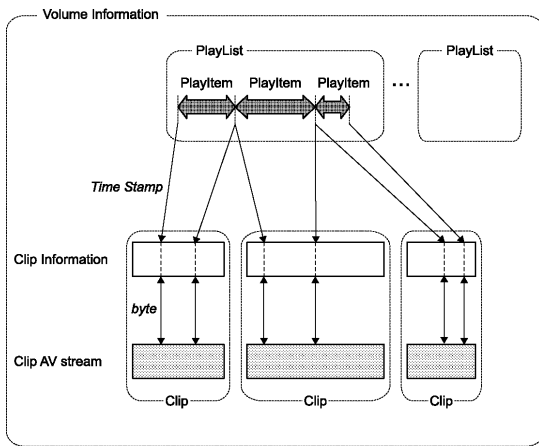 Volume Information
PlayList
PlayList
PlayItem PlayItem PlayItem
...
Time Stamp
Clip Information
byte
Clip AV stream
Clip Clip Clip